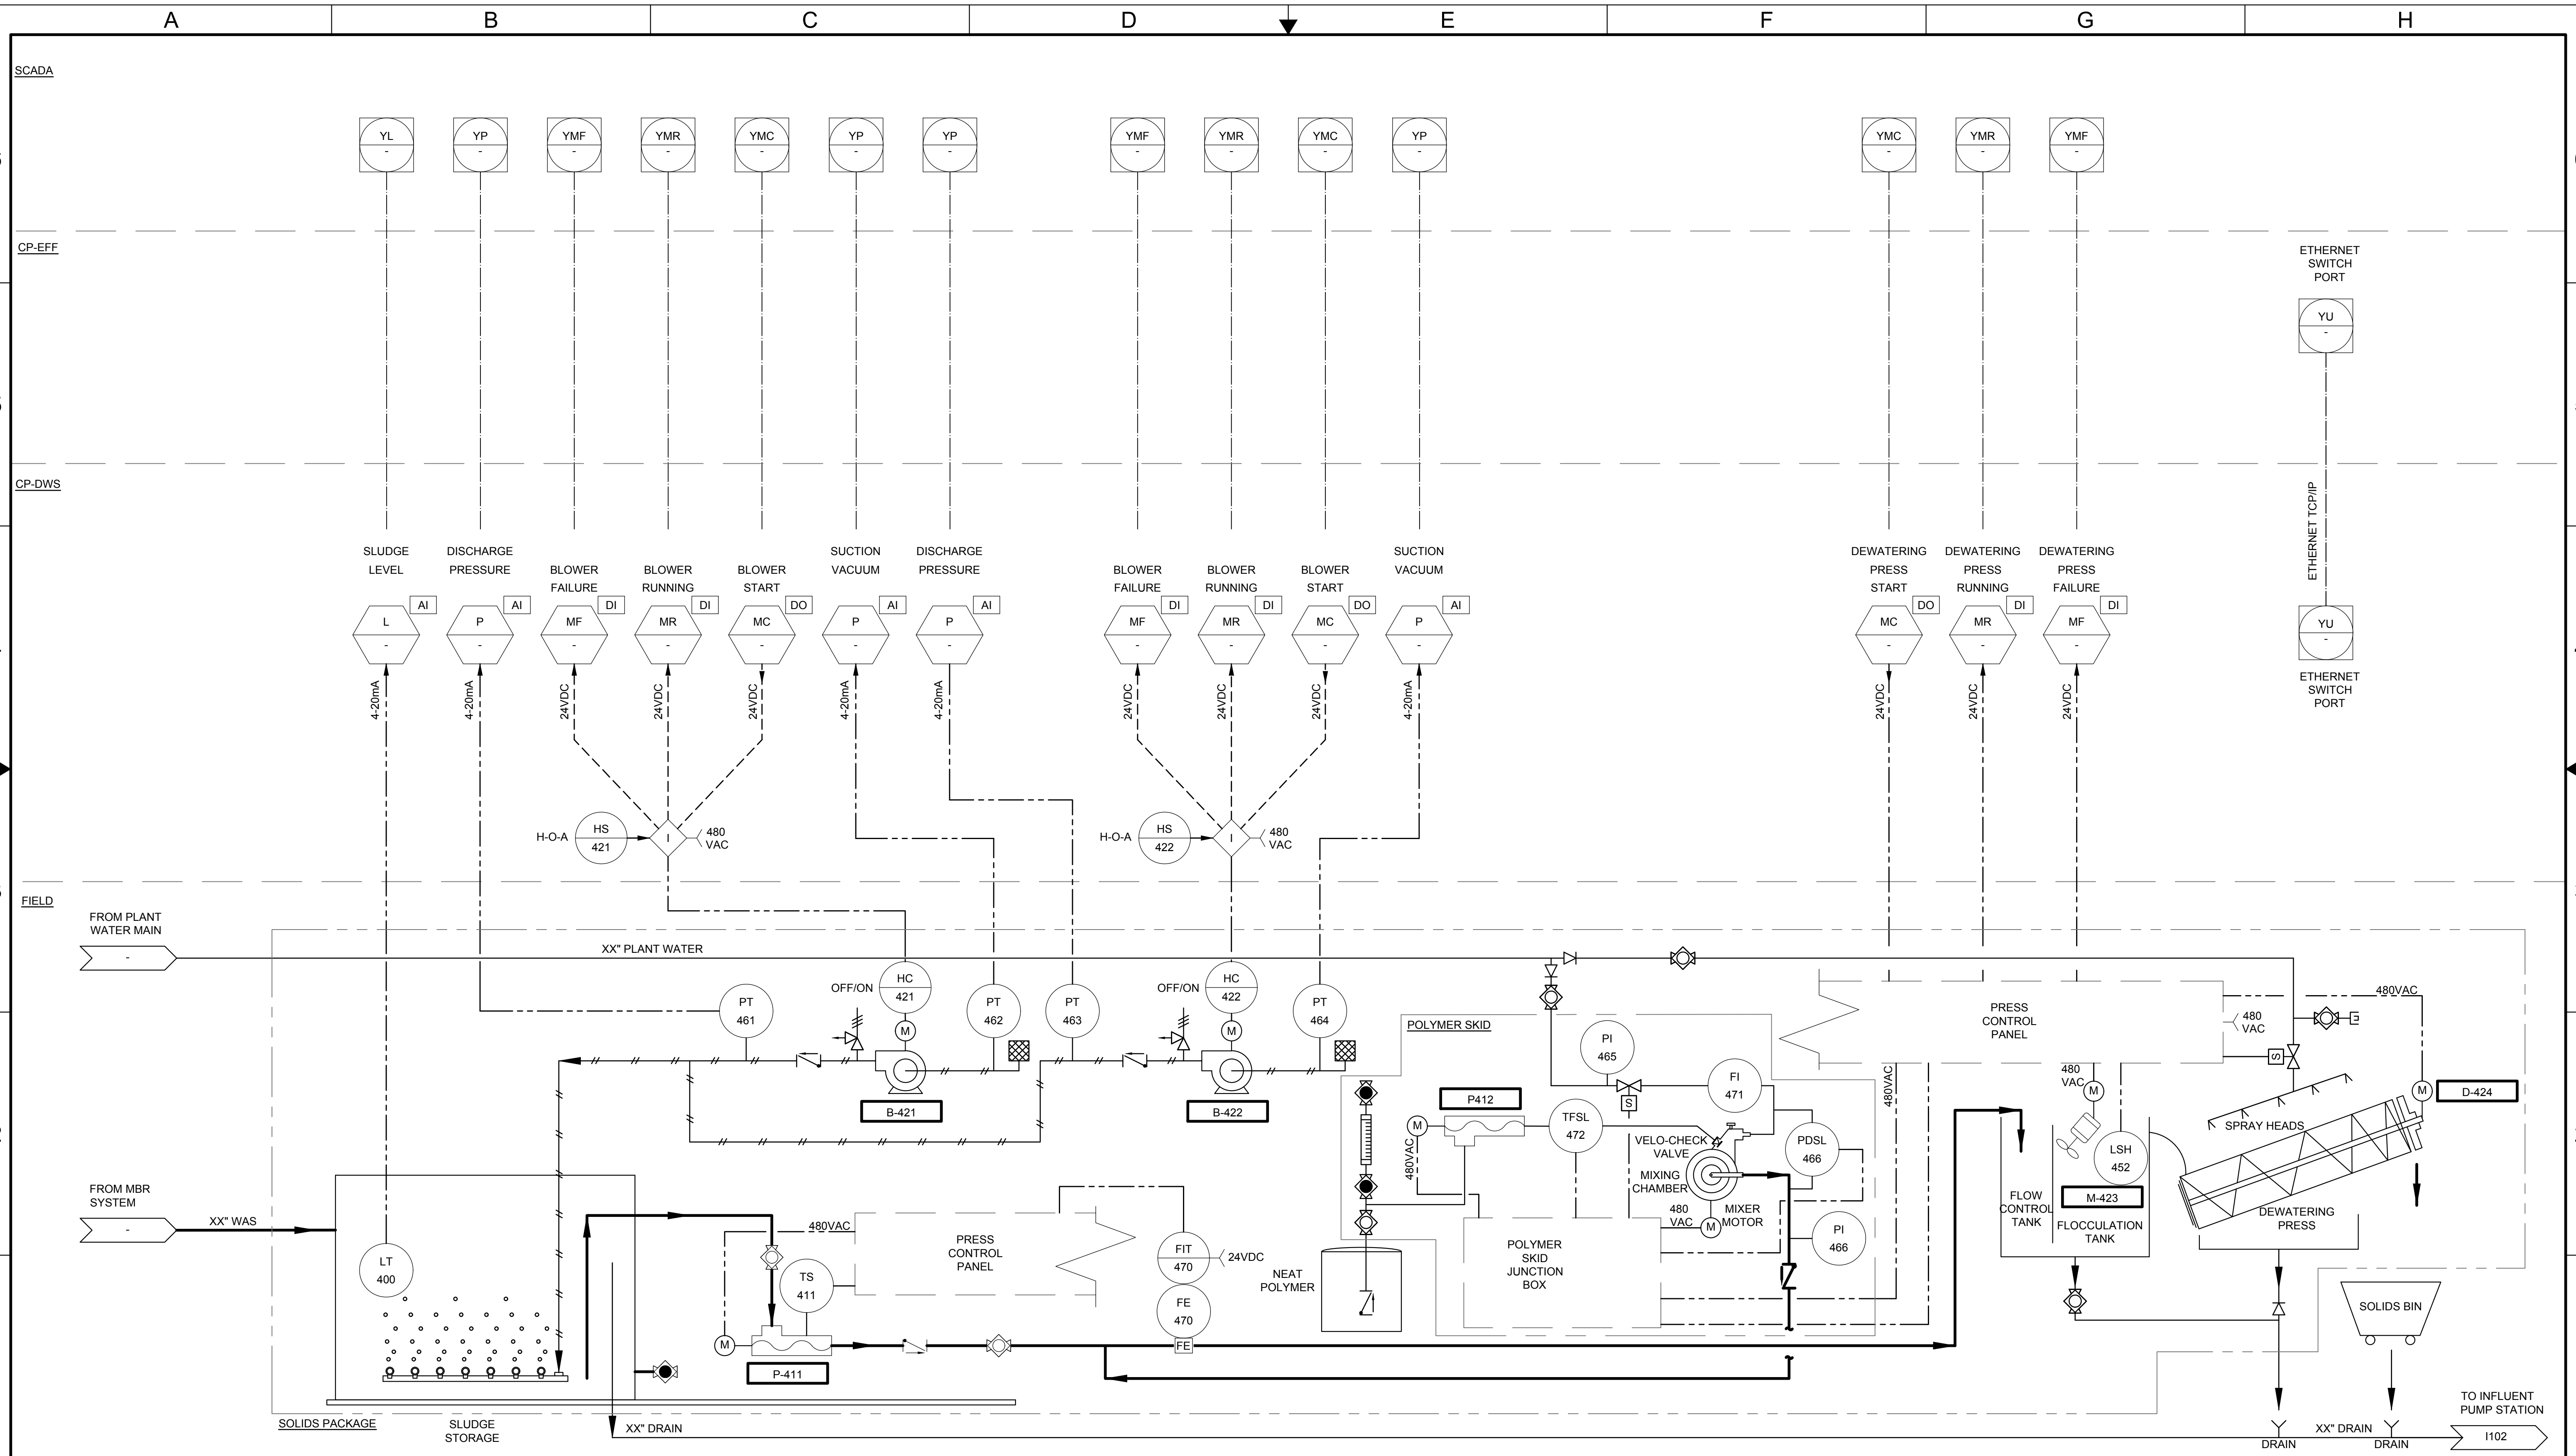 A
B
C
D
E
F
G
H
SCADA
YL
-
YP
-
YMF
-
YMR
-
YMC
-
YP
-
YP
-
YMF
-
YMR
-
YMC
-
YP
-
YMC
-
YMR
-
YMF
-
CP-EFF
ETHERNET
SWITCH
PORT
YU
-
ETHERNET TCP/IP
CP-DWS
SLUDGE
LEVEL
DISCHARGE
PRESSURE
BLOWER
FAILURE
BLOWER
RUNNING
BLOWER
START
SUCTION
VACUUM
DISCHARGE
PRESSURE
BLOWER
FAILURE
BLOWER
RUNNING
BLOWER
START
SUCTION
VACUUM
DEWATERING
PRESS
START
DEWATERING
PRESS
RUNNING
DEWATERING
PRESS
FAILURE
L
-
AI
P
-
AI
MF
-
DI
MR
-
DI
MC
-
DO
P
-
AI
P
-
AI
MF
-
DI
MR
-
DI
MC
-
DO
P
-
AI
MC
-
DO
MR
-
DI
MF
-
DI
YU
-
ETHERNET
SWITCH
PORT
4-20mA
4-20mA
24VDC
24VDC
24VDC
4-20mA
4-20mA
24VDC
24VDC
24VDC
4-20mA
24VDC
24VDC
24VDC
H-O-A
HS
421
I
480
VAC
H-O-A
HS
422
I
480
VAC
FIELD
FROM PLANT
WATER MAIN
-
XX" PLANT WATER
PT
461
OFF/ON
HC
421
M
PT
462
PT
463
OFF/ON
HC
422
M
PT
464
B-421
B-422
POLYMER SKID
PI
465
S
FI
471
P412
M
480VAC
TFSL
472
VELO-CHECK
VALVE
MIXING
CHAMBER
PDSL
466
480
VAC
M
MIXER
MOTOR
PI
466
POLYMER
SKID
JUNCTION
BOX
NEAT
POLYMER
PRESS
CONTROL
PANEL
480VAC
480
VAC
480VAC
S
480
VAC
M
LSH
452
M-423
SPRAY HEADS
M
D-424
FLOW
CONTROL
TANK
FLOCCULATION
TANK
DEWATERING
PRESS
SOLIDS BIN
FROM MBR
SYSTEM
-
XX" WAS
LT
400
480VAC
PRESS
CONTROL
PANEL
TS
411
M
P-411
FIT
470
24VDC
FE
470
FE
SOLIDS PACKAGE
SLUDGE
STORAGE
XX" DRAIN
DRAIN
XX" DRAIN
DRAIN
TO INFLUENT
PUMP STATION
I102